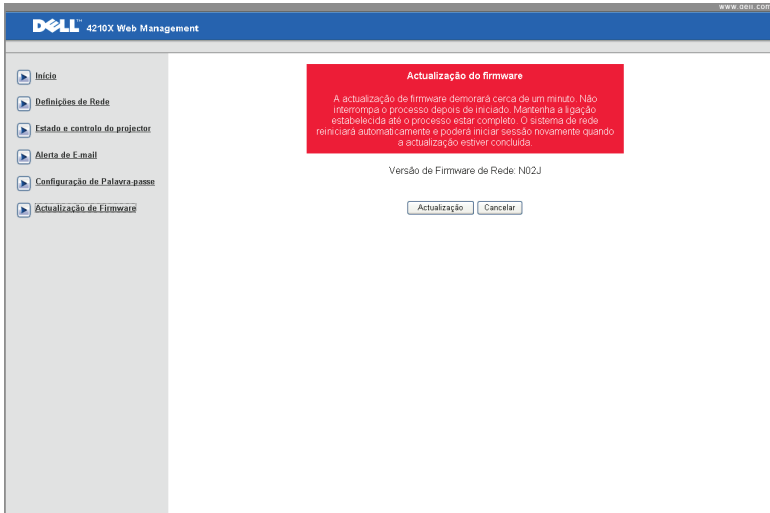 www.dell.com
DELL™ 4210X Web Management
Início
Definições de Rede
Estado e controlo do projector
Alerta de E-mail
Configuração de Palavra-passe
Actualização de Firmware
Actualização do firmware
A actualização de firmware demorará cerca de um minuto. Não
interrompa o processo depois de iniciado. Mantenha a ligação
estabelecida até o processo estar completo. O sistema de rede
reiniciará automaticamente e poderá iniciar sessão novamente quando
a actualização estiver concluída.
Versão de Firmware de Rede: N02J
Actualização Cancelar